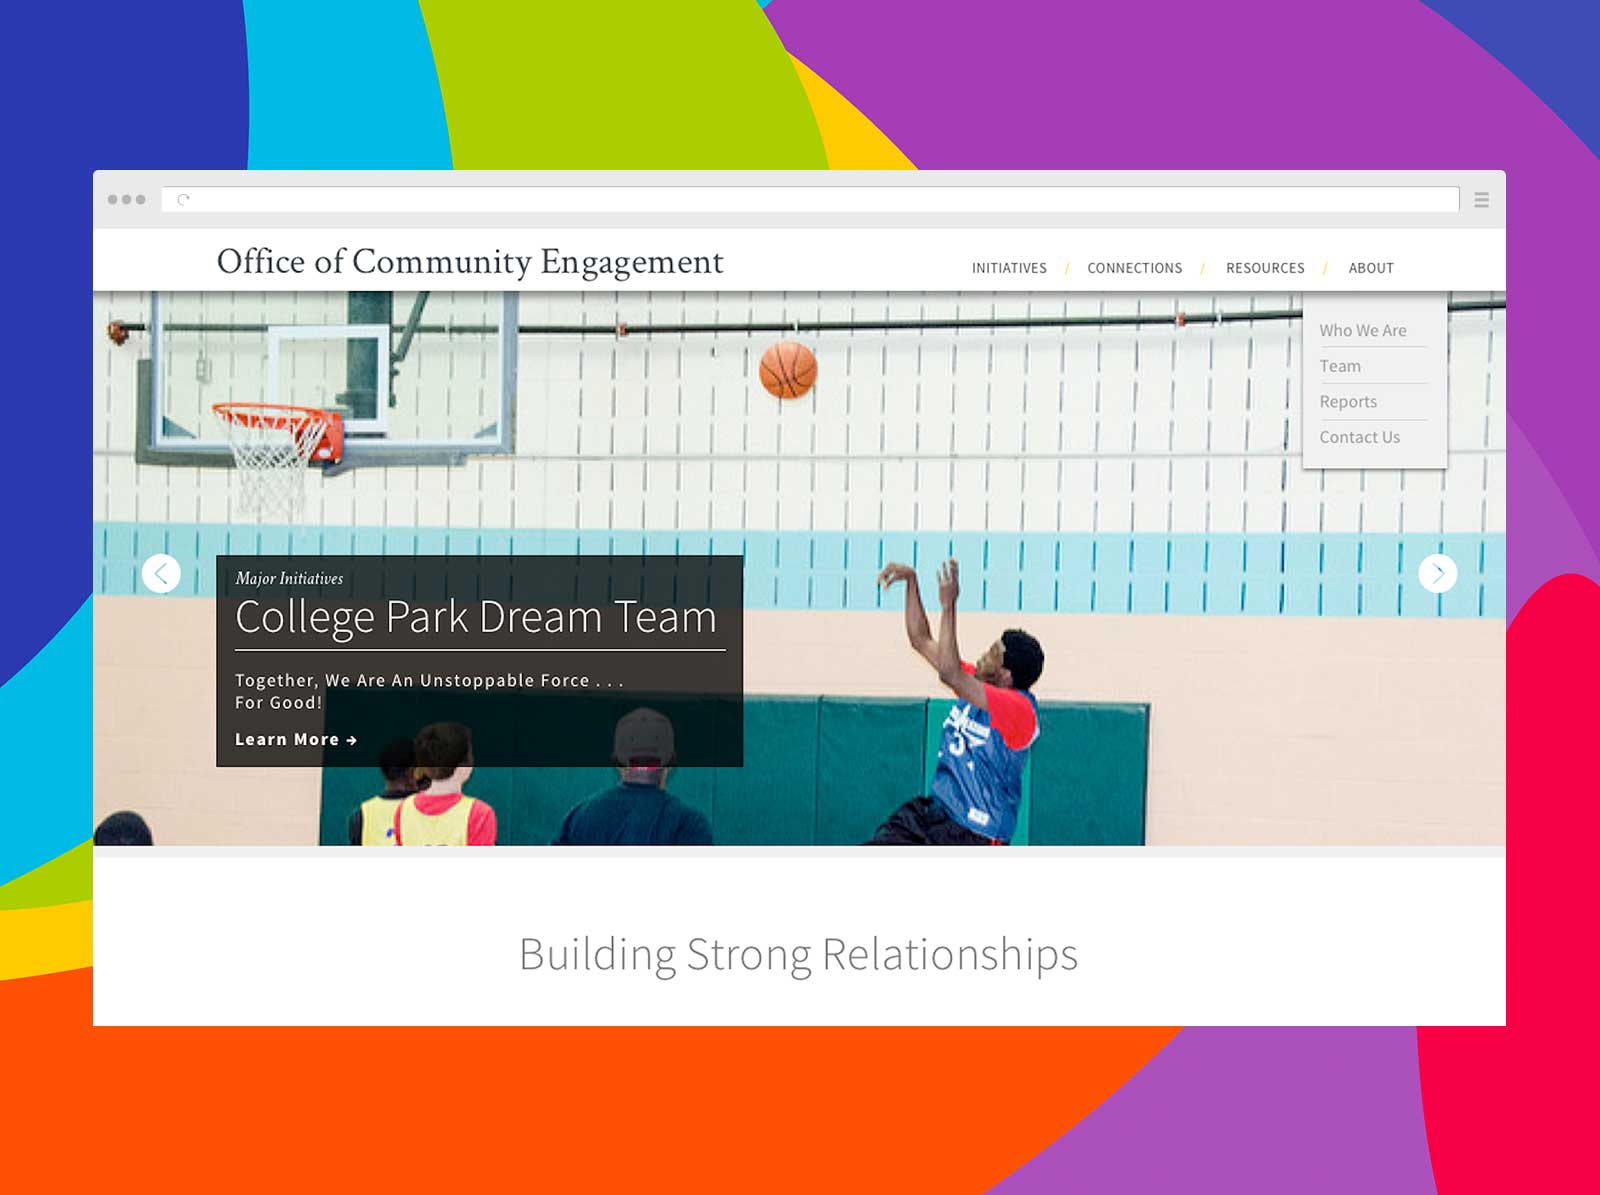 Office of Community Engagement
INITIATIVES / CONNECTIONS / RESOURCES / ABOUT
Who We Are
Team
Reports
Contact Us
Major Initiatives
College Park Dream Team
Together, We Are An Unstoppable Force . . .
For Good!
Learn More →
3
Building Strong Relationships